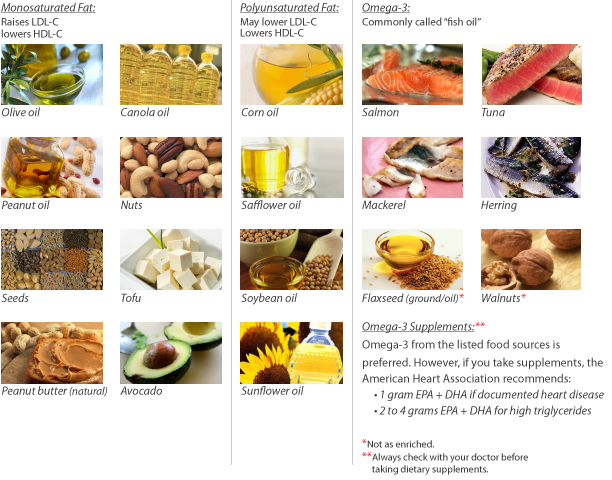 Monosaturated Fat:
Raises LDL-C
lowers HDL-C
Olive oil
Canola oil
Peanut oil
Nuts
Seeds
Tofu
Peanut butter (natural)
Avocado
Polyunsaturated Fat:
May lower LDL-C
Lowers HDL-C
Corn oil
Safflower oil
Soybean oil
Sunflower oil
Omega-3:
Commonly called "fish oil"
Salmon
Tuna
Mackerel
Herring
Flaxseed (ground/oil)*
Walnuts*
Omega-3 Supplements:**
Omega-3 from the listed food sources is
preferred. However, if you take supplements, the
American Heart Association recommends:
• 1 gram EPA + DHA if documented heart disease
• 2 to 4 grams EPA + DHA for high triglycerides
*Not as enriched.
**Always check with your doctor before
taking dietary supplements.